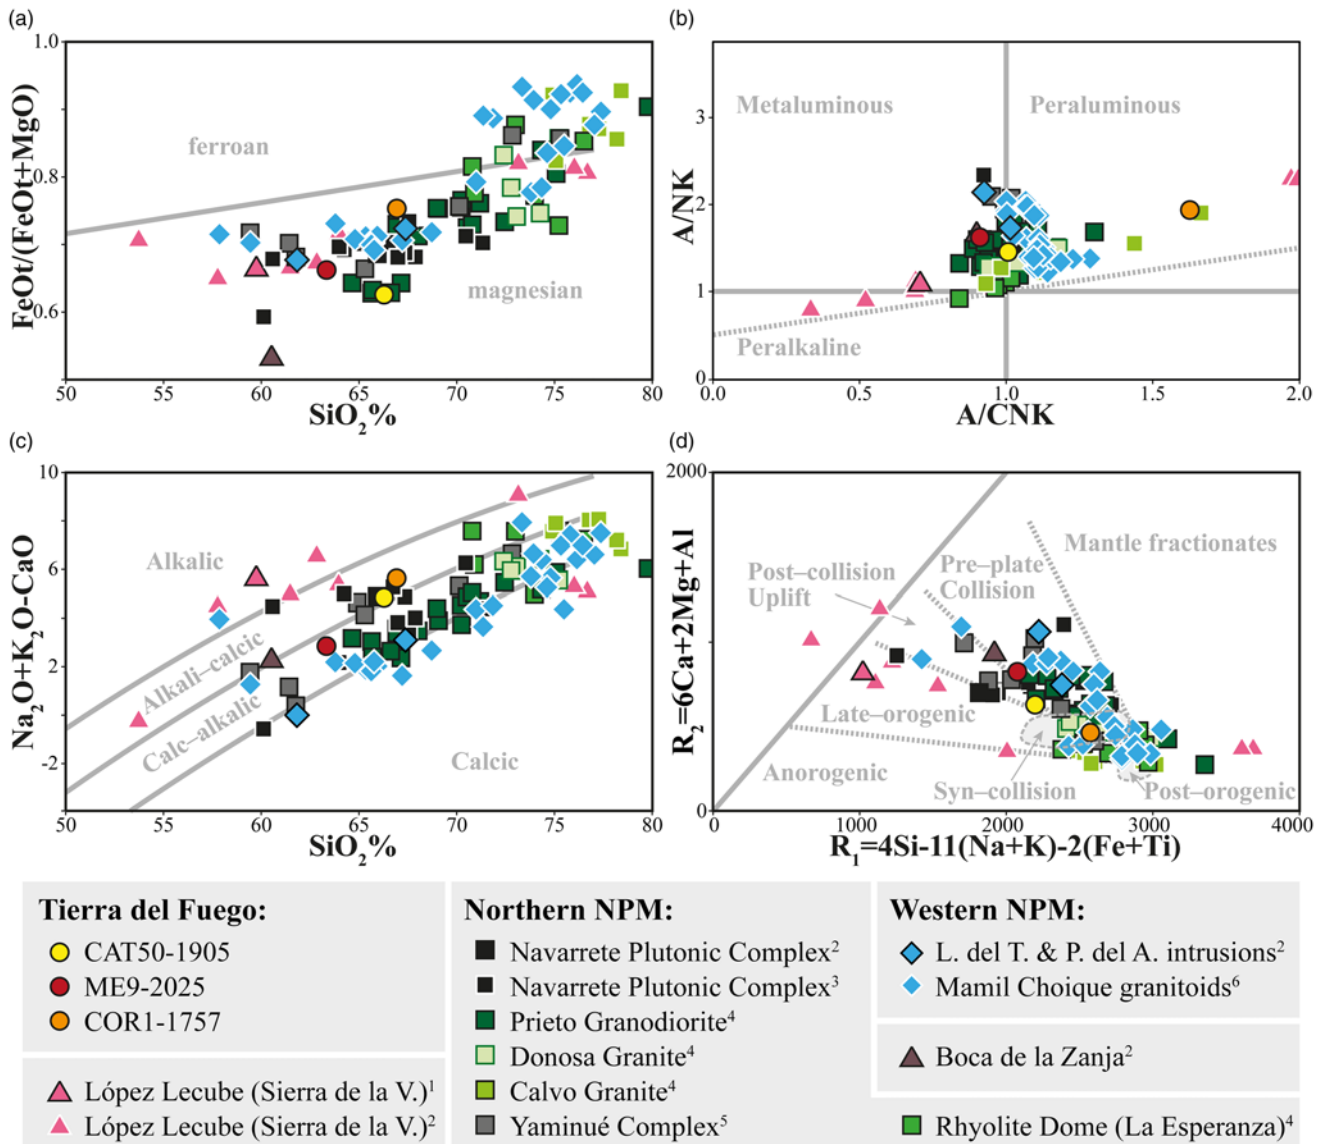 (a)
1.0
0.8
0.6
FeOt/(FeOt+MgO)
ferroan
magnesian
50 55 60 65 70 75 80
SiO2%
(b)
3
2
1
0
A/NK
Metaluminous
Peraluminous
Peralkaline
0.0 0.5 1.0 1.5 2.0
A/CNK
(c)
10
6
2
-2
Na2O+K2O-CaO
Alkalic
Alkali–calcic
Calc–alkalic
Calcic
50 55 60 65 70 75 80
SiO2%
(d)
2000
R2=6Ca+2Mg+Al
Mantle fractionates
Pre–plate
Collision
Post–collision
Uplift
Late–orogenic
Anorogenic
Syn–collision
Post–orogenic
0 1000 2000 3000 4000
R1=4Si-11(Na+K)-2(Fe+Ti)
Tierra del Fuego:
CAT50-1905
ME9-2025
COR1-1757
López Lecube (Sierra de la V.)1
López Lecube (Sierra de la V.)2
Northern NPM:
Navarrete Plutonic Complex2
Navarrete Plutonic Complex3
Prieto Granodiorite4
Donosa Granite4
Calvo Granite4
Yaminué Complex5
Western NPM:
L. del T. & P. del A. intrusions2
Mamil Choique granitoids6
Boca de la Zanja2
Rhyolite Dome (La Esperanza)4